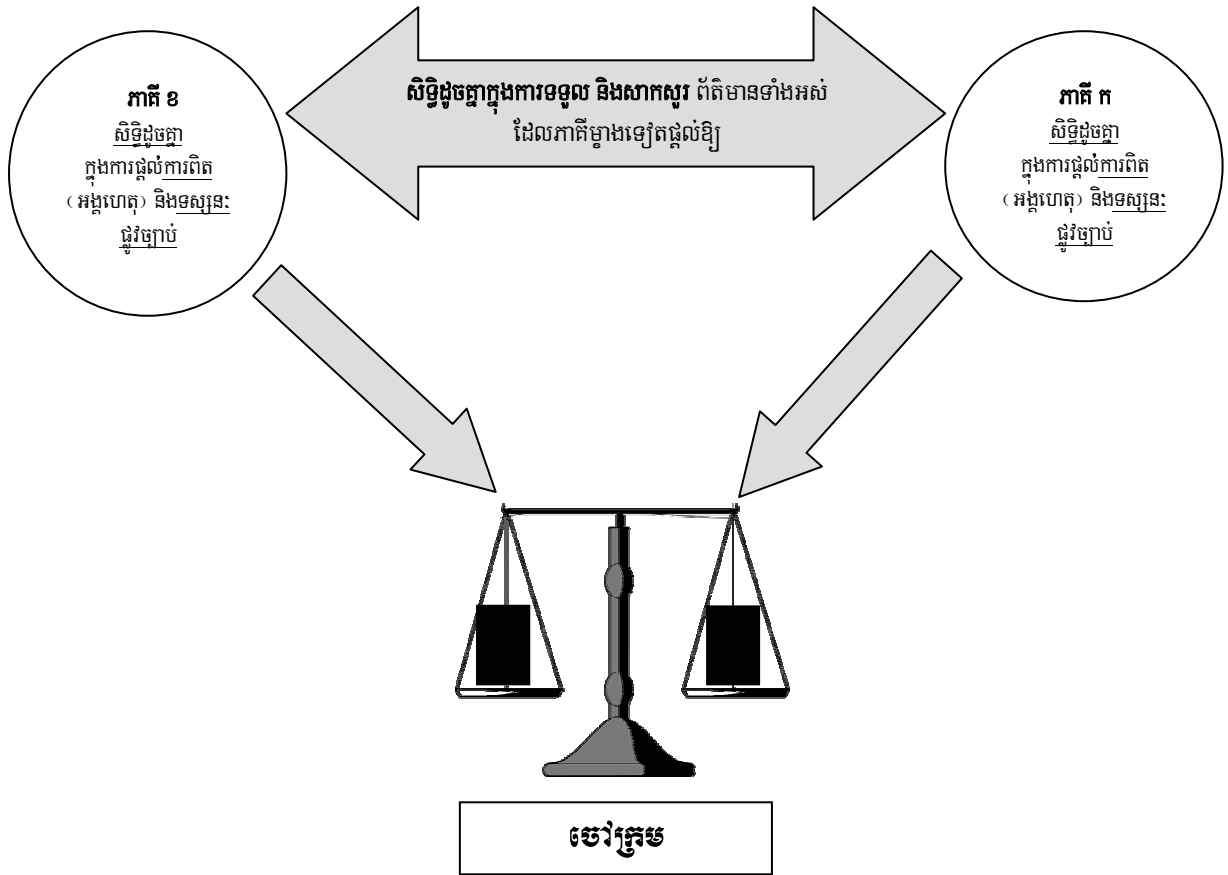 ភាគី ខ
សិទ្ធិដូចគ្នា
ក្នុងការផ្តល់ការពិត
(អង្គហេតុ) និងទស្សនៈ
ផ្លូវច្បាប់
សិទ្ធិដូចគ្នាក្នុងការទទួល និងសាកសួរ ព័ត៌មានទាំងអស់
ដែលភាគីម្ខាងទៀតផ្តល់ឱ្យ
ភាគី ក
សិទ្ធិដូចគ្នា
ក្នុងការផ្តល់ការពិត
(អង្គហេតុ) និងទស្សនៈ
ផ្លូវច្បាប់
ចៅក្រម